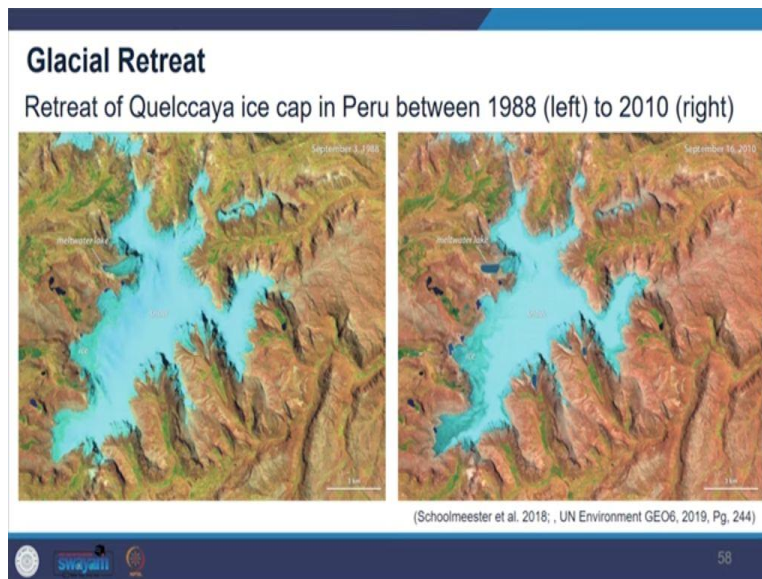 Glacial Retreat
Retreat of Quelccaya ice cap in Peru between 1988 (left) to 2010 (right)
September 3, 1988
September 16, 2010
meltwater lake
meltwater lake
ice
ice
3 km
3 km
(Schoolmeester et al. 2018; , UN Environment GEO6, 2019, Pg, 244)
swayam
58